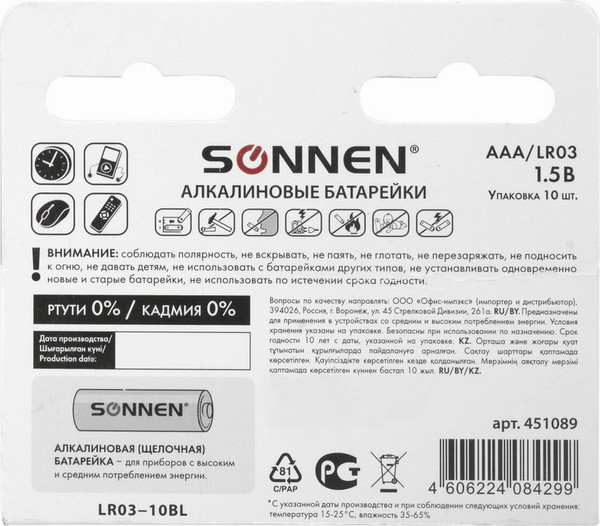 SONNEN®
АЛКАЛИНОВЫЕ БАТАРЕЙКИ
AAA/LR03
1.5В
Упаковка 10 шт.
! ВНИМАНИЕ: соблюдать полярность, не вскрывать, не паять, не глотать, не перезаряжать, не подносить
к огню, не давать детям, не использовать с батарейками других типов, не устанавливать одновременно
новые и старые батарейки, не использовать по истечении срока годности.
РТУТИ 0% / КАДМИЯ 0%
Дата производства/
Шығарылған күні/
Production date:
Вопросы по качеству направлять: ООО «Офис-импэкс» (импортер и дистрибьютор),
394026, Россия, г. Воронеж, ул. 45 Стрелковой Дивизии, 261а. RU/BY. Предназначены
для применения в устройствах со средним и высоким потреблением энергии. Условия
хранения указаны на упаковке. Безопасны при использовании по назначению. Срок
годности 10 лет с даты, указанной на упаковке. KZ. Орташа және жоғары қуат
тұтынатын құрылғыларда пайдалануға арналған. Сақтау шарттары қаптамада
көрсетілген. Қауіпсіздікте көрсетілген кезде қолданылған. Мерзімнің аяқталу мерзімі
қаптамада көрсетілген күннен бастап 10 жыл. RU/BY/KZ.
SONNEN®
АЛКАЛИНОВАЯ (ЩЕЛОЧНАЯ)
БАТАРЕЙКА – для приборов с высоким
и средним потреблением энергии.
LR03–10BL
81
C/PAP
РСТ
арт. 451089
4 606224 084299
*С указанной даты производства и при соблюдении условий хранения:
температура 15-25°С, влажность 35-65%